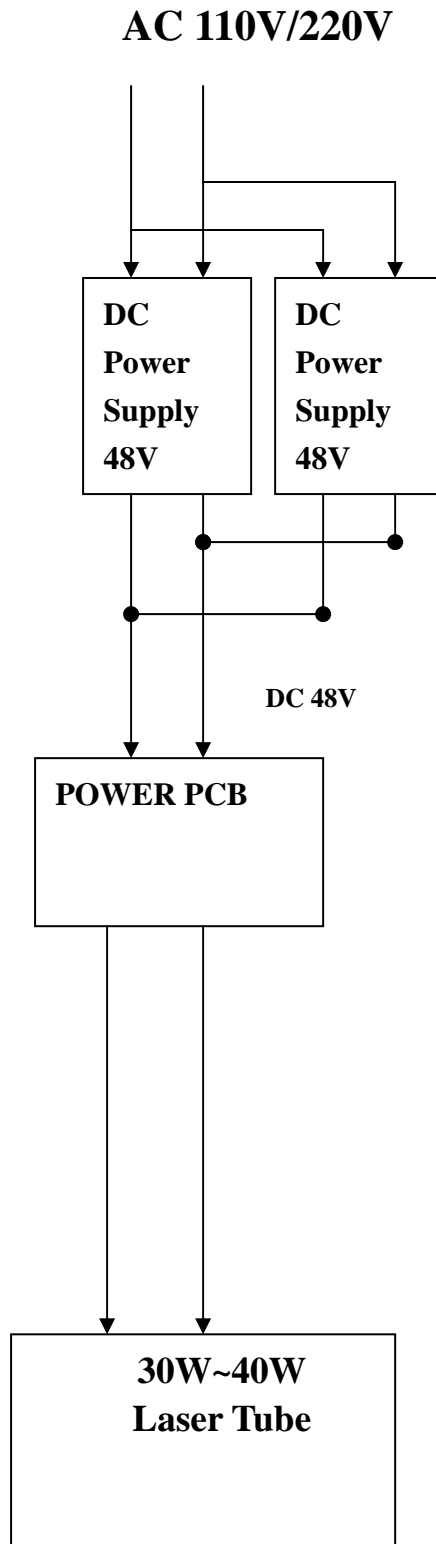 AC 110V/220V
DC
Power
Supply
48V
DC
Power
Supply
48V
DC 48V
POWER PCB
30W~40W
Laser Tube